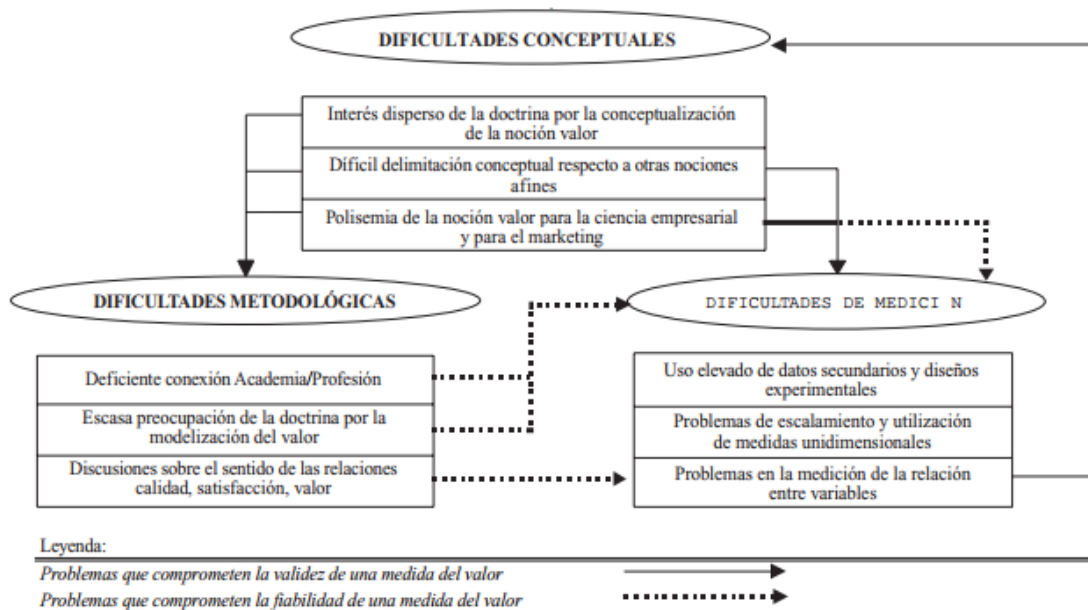 DIFICULTADES CONCEPTUALES
Interés disperso de la doctrina por la conceptualización
de la noción valor
Difícil delimitación conceptual respecto a otras nociones
afines
Polisemia de la noción valor para la ciencia empresarial
y para el marketing
DIFICULTADES METODOLÓGICAS
DIFICULTADES DE MEDICI N
Deficiente conexión Academia/Profesión
Escasa preocupación de la doctrina por la
modelización del valor
Discusiones sobre el sentido de las relaciones
calidad, satisfacción, valor
Uso elevado de datos secundarios y diseños
experimentales
Problemas de escalamiento y utilización
de medidas unidimensionales
Problemas en la medición de la relación
entre variables
Leyenda:
Problemas que comprometen la validez de una medida del valor
Problemas que comprometen la fiabilidad de una medida del valor